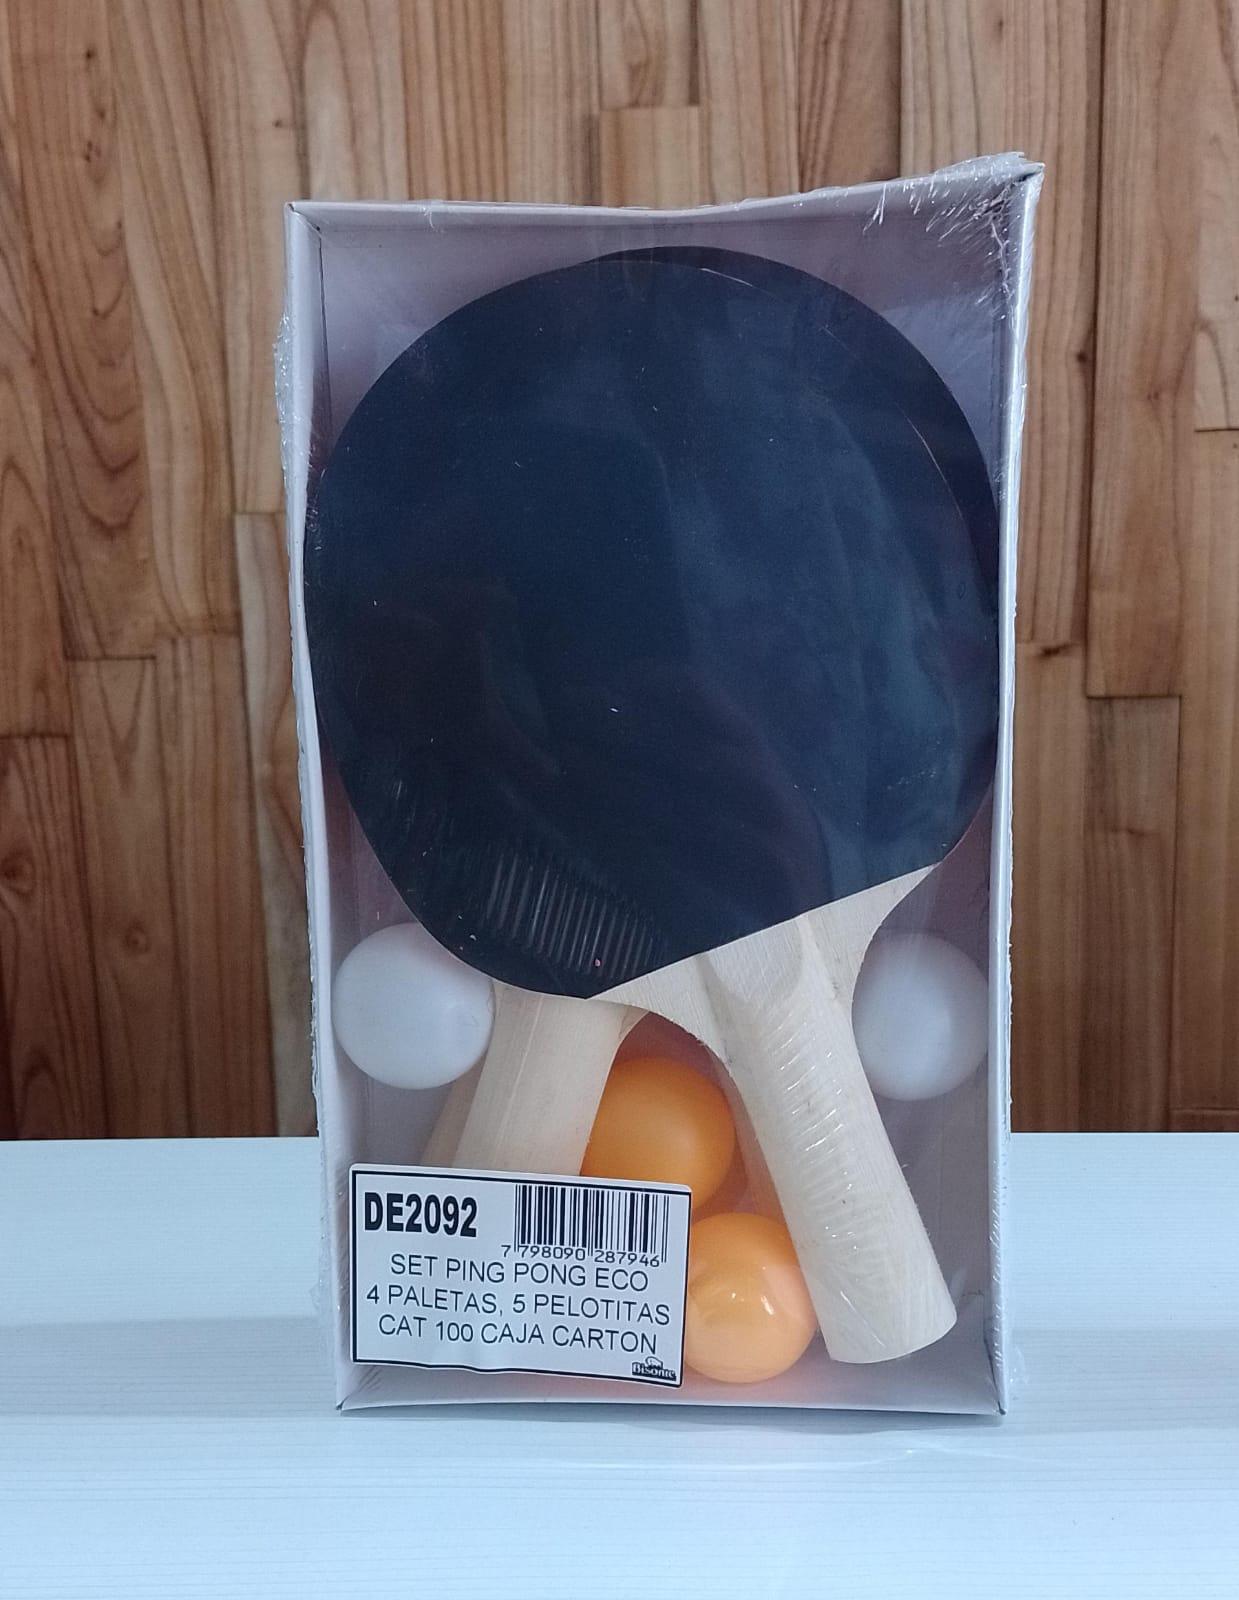 DE2092
7 798090 287946
SET PING PONG ECO
4 PALETAS, 5 PELOTITAS
CAT 100 CAJA CARTON
Bisonte